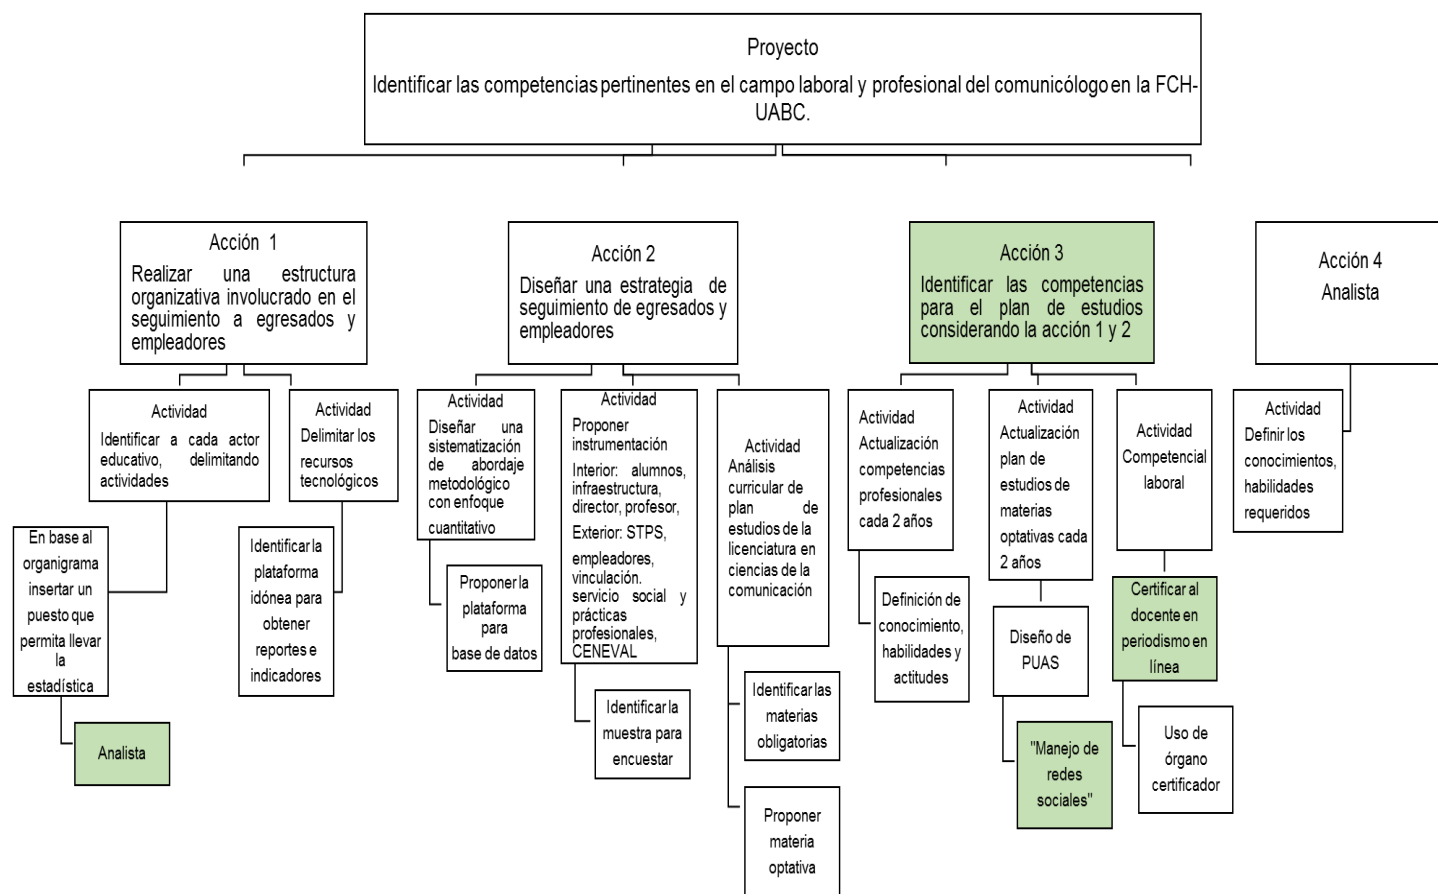 Proyecto
Identificar las competencias pertinentes en el campo laboral y profesional del comunicólogo en la FCH-
UABC.
Acción 1
Realizar una estructura
organizativa involucrado en el
seguimiento a egresados y
empleadores
Acción 2
Diseñar una estrategia de
seguimiento de egresados y
empleadores
Acción 3
Identificar las competencias
para el plan de estudios
considerando la acción 1 y 2
Acción 4
Analista
Actividad
Identificar a cada actor
educativo, delimitando
actividades
Actividad
Delimitar los
recursos
tecnológicos
Actividad
Diseñar una
sistematización
de abordaje
metodológico
con enfoque
cuantitativo
Actividad
Proponer
instrumentación
Interior: alumnos,
infraestructura,
director, profesor,
Exterior: STPS,
empleadores,
vinculación.
servicio social y
prácticas
profesionales,
CENEVAL
Actividad
Análisis
curricular de
plan de
estudios de la
licenciatura en
ciencias de la
comunicación
Actividad
Actualización
competencias
profesionales
cada 2 años
Actividad
Actualización
plan de
estudios de
materias
optativas cada
2 años
Actividad
Competencial
laboral
Actividad
Definir los
conocimientos,
habilidades
requeridos
En base al
organigrama
insertar un
puesto que
permita llevar
la
estadística
Identificar la
plataforma
idónea para
obtener
reportes e
indicadores
Proponer la
plataforma
para
base de datos
Definición de
conocimiento,
habilidades y
actitudes
Diseño de
PUAS
Certificar al
docente en
periodismo en
línea
Analista
Identificar la
muestra para
encuestar
Identificar las
materias
obligatorias
"Manejo de
redes
sociales"
Uso de
órgano
certificador
Proponer
materia
optativa